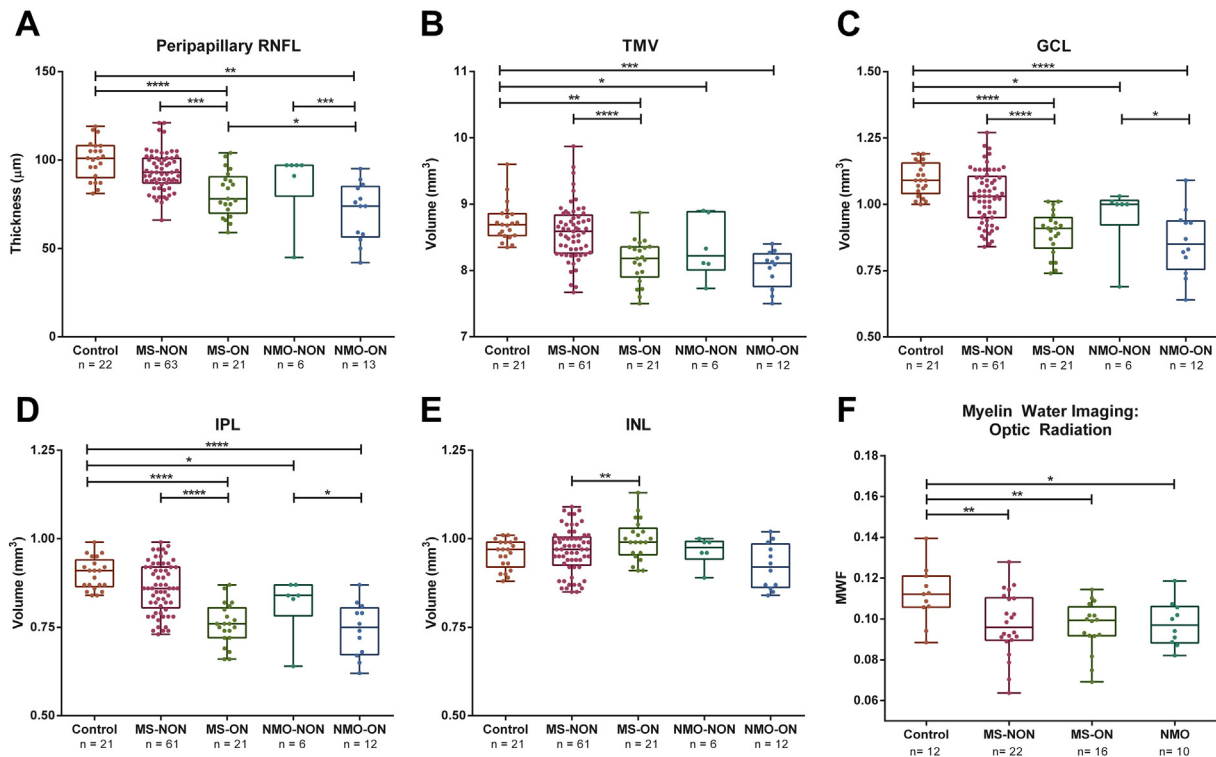 A
Peripapillary RNFL
**
****
***
***
*
150
100
50
0
Thickness (μm)
Control MS-NON MS-ON NMO-NON NMO-ON
n = 22 n = 63 n = 21 n = 6 n = 13
B
TMV
***
*
**
****
11
10
9
8
7
Volume (mm³)
Control MS-NON MS-ON NMO-NON NMO-ON
n = 21 n = 61 n = 21 n = 6 n = 12
C
GCL
****
*
****
****
*
1.50
1.25
1.00
0.75
0.50
Volume (mm³)
Control MS-NON MS-ON NMO-NON NMO-ON
n = 21 n = 61 n = 21 n = 6 n = 12
D
IPL
****
*
****
****
*
1.25
1.00
0.75
0.50
Volume (mm³)
Control MS-NON MS-ON NMO-NON NMO-ON
n = 21 n = 61 n = 21 n = 6 n = 12
E
INL
**
1.25
1.00
0.75
0.50
Volume (mm³)
Control MS-NON MS-ON NMO-NON NMO-ON
n = 21 n = 61 n = 21 n = 6 n = 12
F
Myelin Water Imaging:
Optic Radiation
*
**
**
0.18
0.16
0.14
0.12
0.10
0.08
0.06
MWF
Control MS-NON MS-ON NMO
n= 12 n= 22 n= 16 n= 10